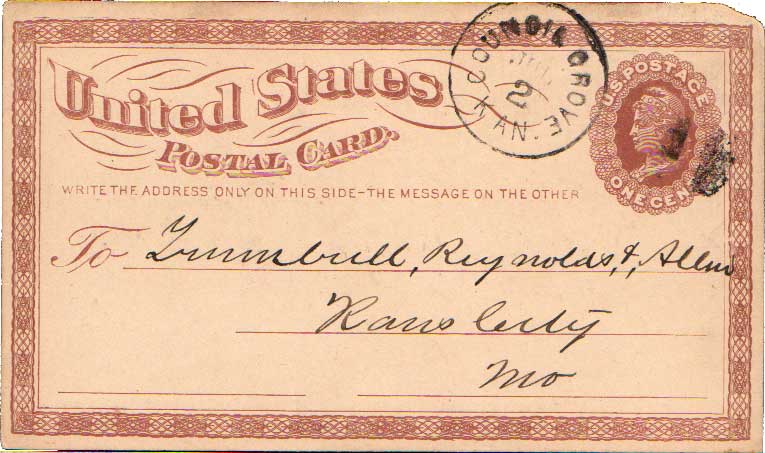 United States
POSTAL CARD.
WRITE THE ADDRESS ONLY ON THIS SIDE-THE MESSAGE ON THE OTHER
COUNCIL GROVE
2
KAN.
U.S. POSTAGE
ONE CENT
To Trumbull, Reynolds, & Allen
Kans City
Mo